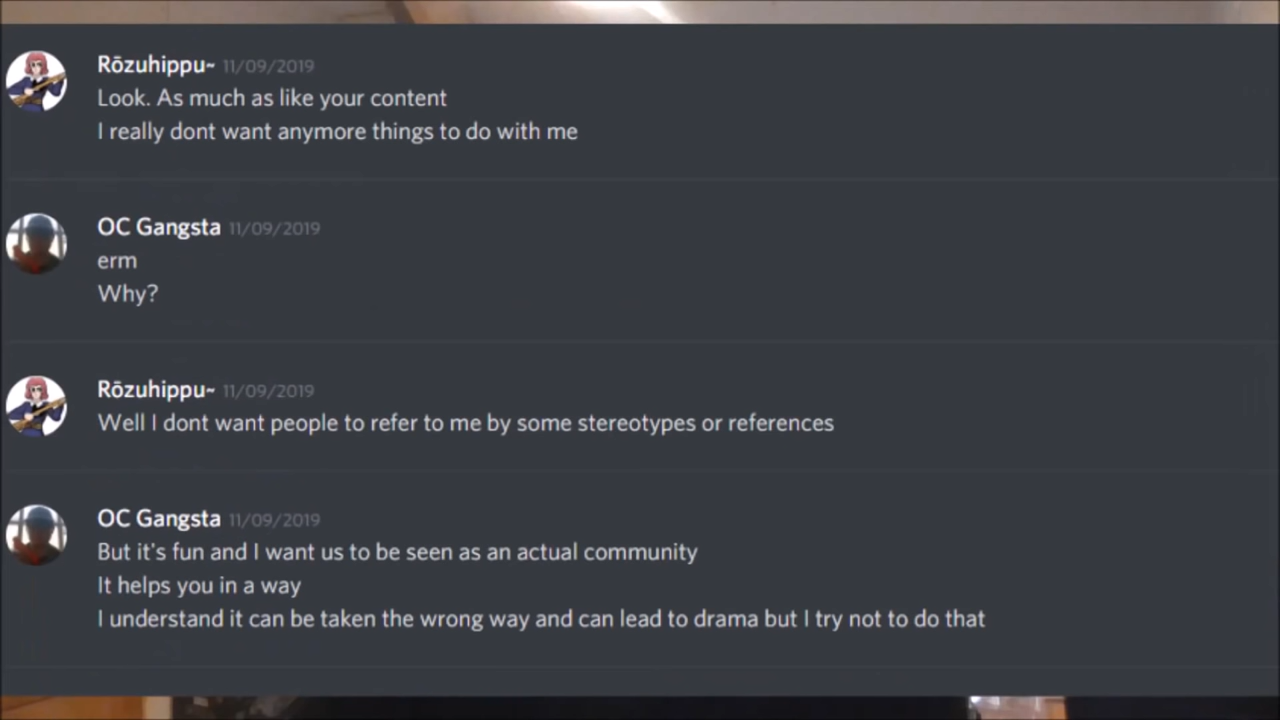 Rōzuhippu~ 11/09/2019
Look. As much as like your content
I really dont want anymore things to do with me
OC Gangsta 11/09/2019
erm
Why?
Rōzuhippu~ 11/09/2019
Well I dont want people to refer to me by some stereotypes or references
OC Gangsta 11/09/2019
But it's fun and I want us to be seen as an actual community
It helps you in a way
I understand it can be taken the wrong way and can lead to drama but I try not to do that